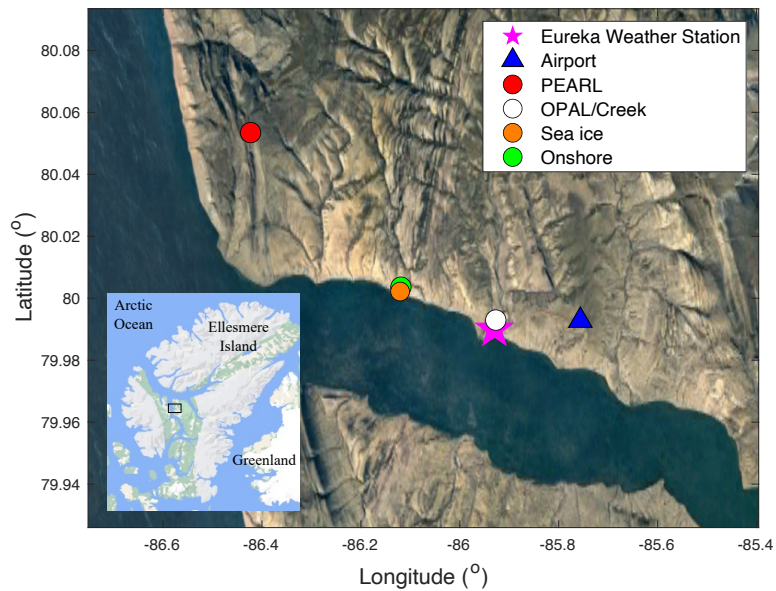 80.08
80.06
80.04
80.02
80
79.98
79.96
79.94
Latitude (°)
Eureka Weather Station
Airport
PEARL
OPAL/Creek
Sea ice
Onshore
Arctic
Ocean
Ellesmere
Island
Greenland
-86.6
-86.4
-86.2
-86
-85.8
-85.6
-85.4
Longitude (°)